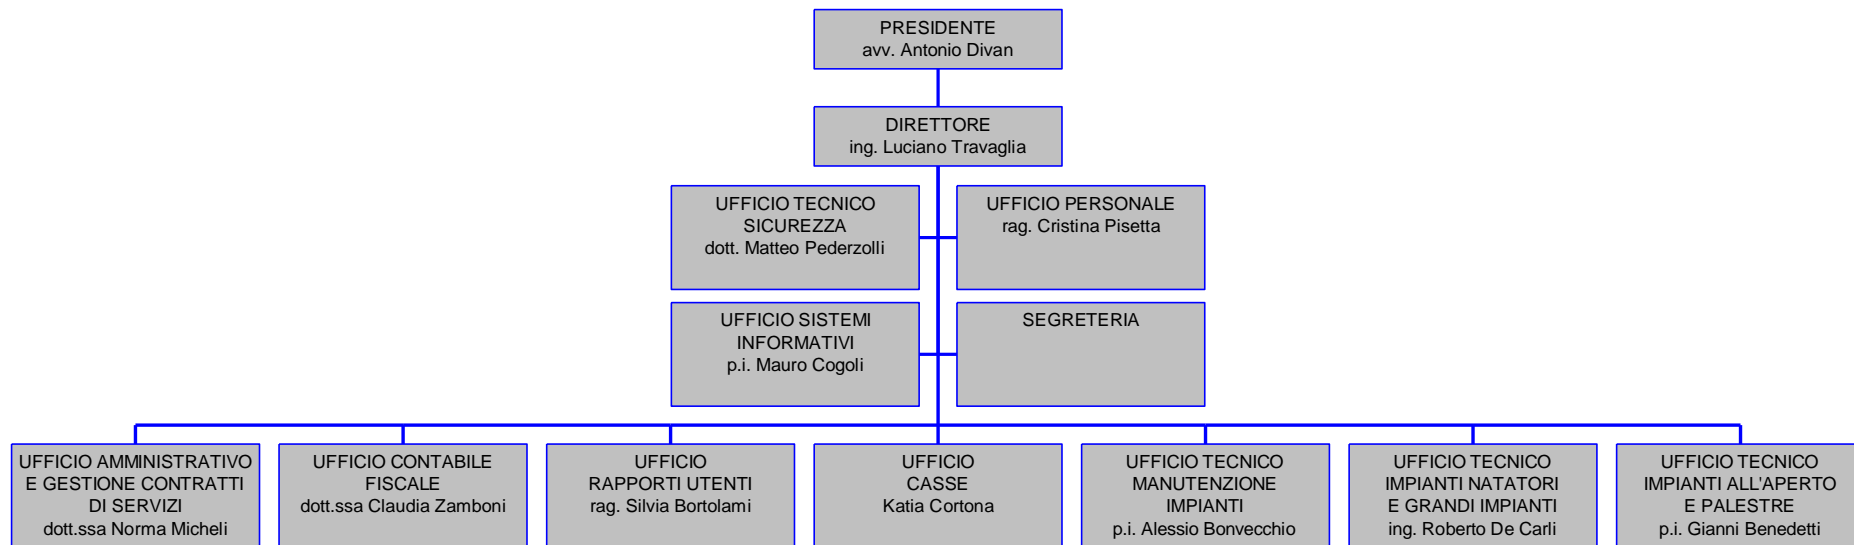 PRESIDENTE
avv. Antonio Divan
DIRETTORE
ing. Luciano Travaglia
UFFICIO TECNICO
SICUREZZA
dott. Matteo Pederzolli
UFFICIO PERSONALE
rag. Cristina Pisetta
UFFICIO SISTEMI
INFORMATIVI
p.i. Mauro Cogoli
SEGRETERIA
UFFICIO AMMINISTRATIVO
E GESTIONE CONTRATTI
DI SERVIZI
dott.ssa Norma Micheli
UFFICIO CONTABILE
FISCALE
dott.ssa Claudia Zamboni
UFFICIO
RAPPORTI UTENTI
rag. Silvia Bortolami
UFFICIO
CASSE
Katia Cortona
UFFICIO TECNICO
MANUTENZIONE
IMPIANTI
p.i. Alessio Bonvecchio
UFFICIO TECNICO
IMPIANTI NATATORI
E GRANDI IMPIANTI
ing. Roberto De Carli
UFFICIO TECNICO
IMPIANTI ALL'APERTO
E PALESTRE
p.i. Gianni Benedetti